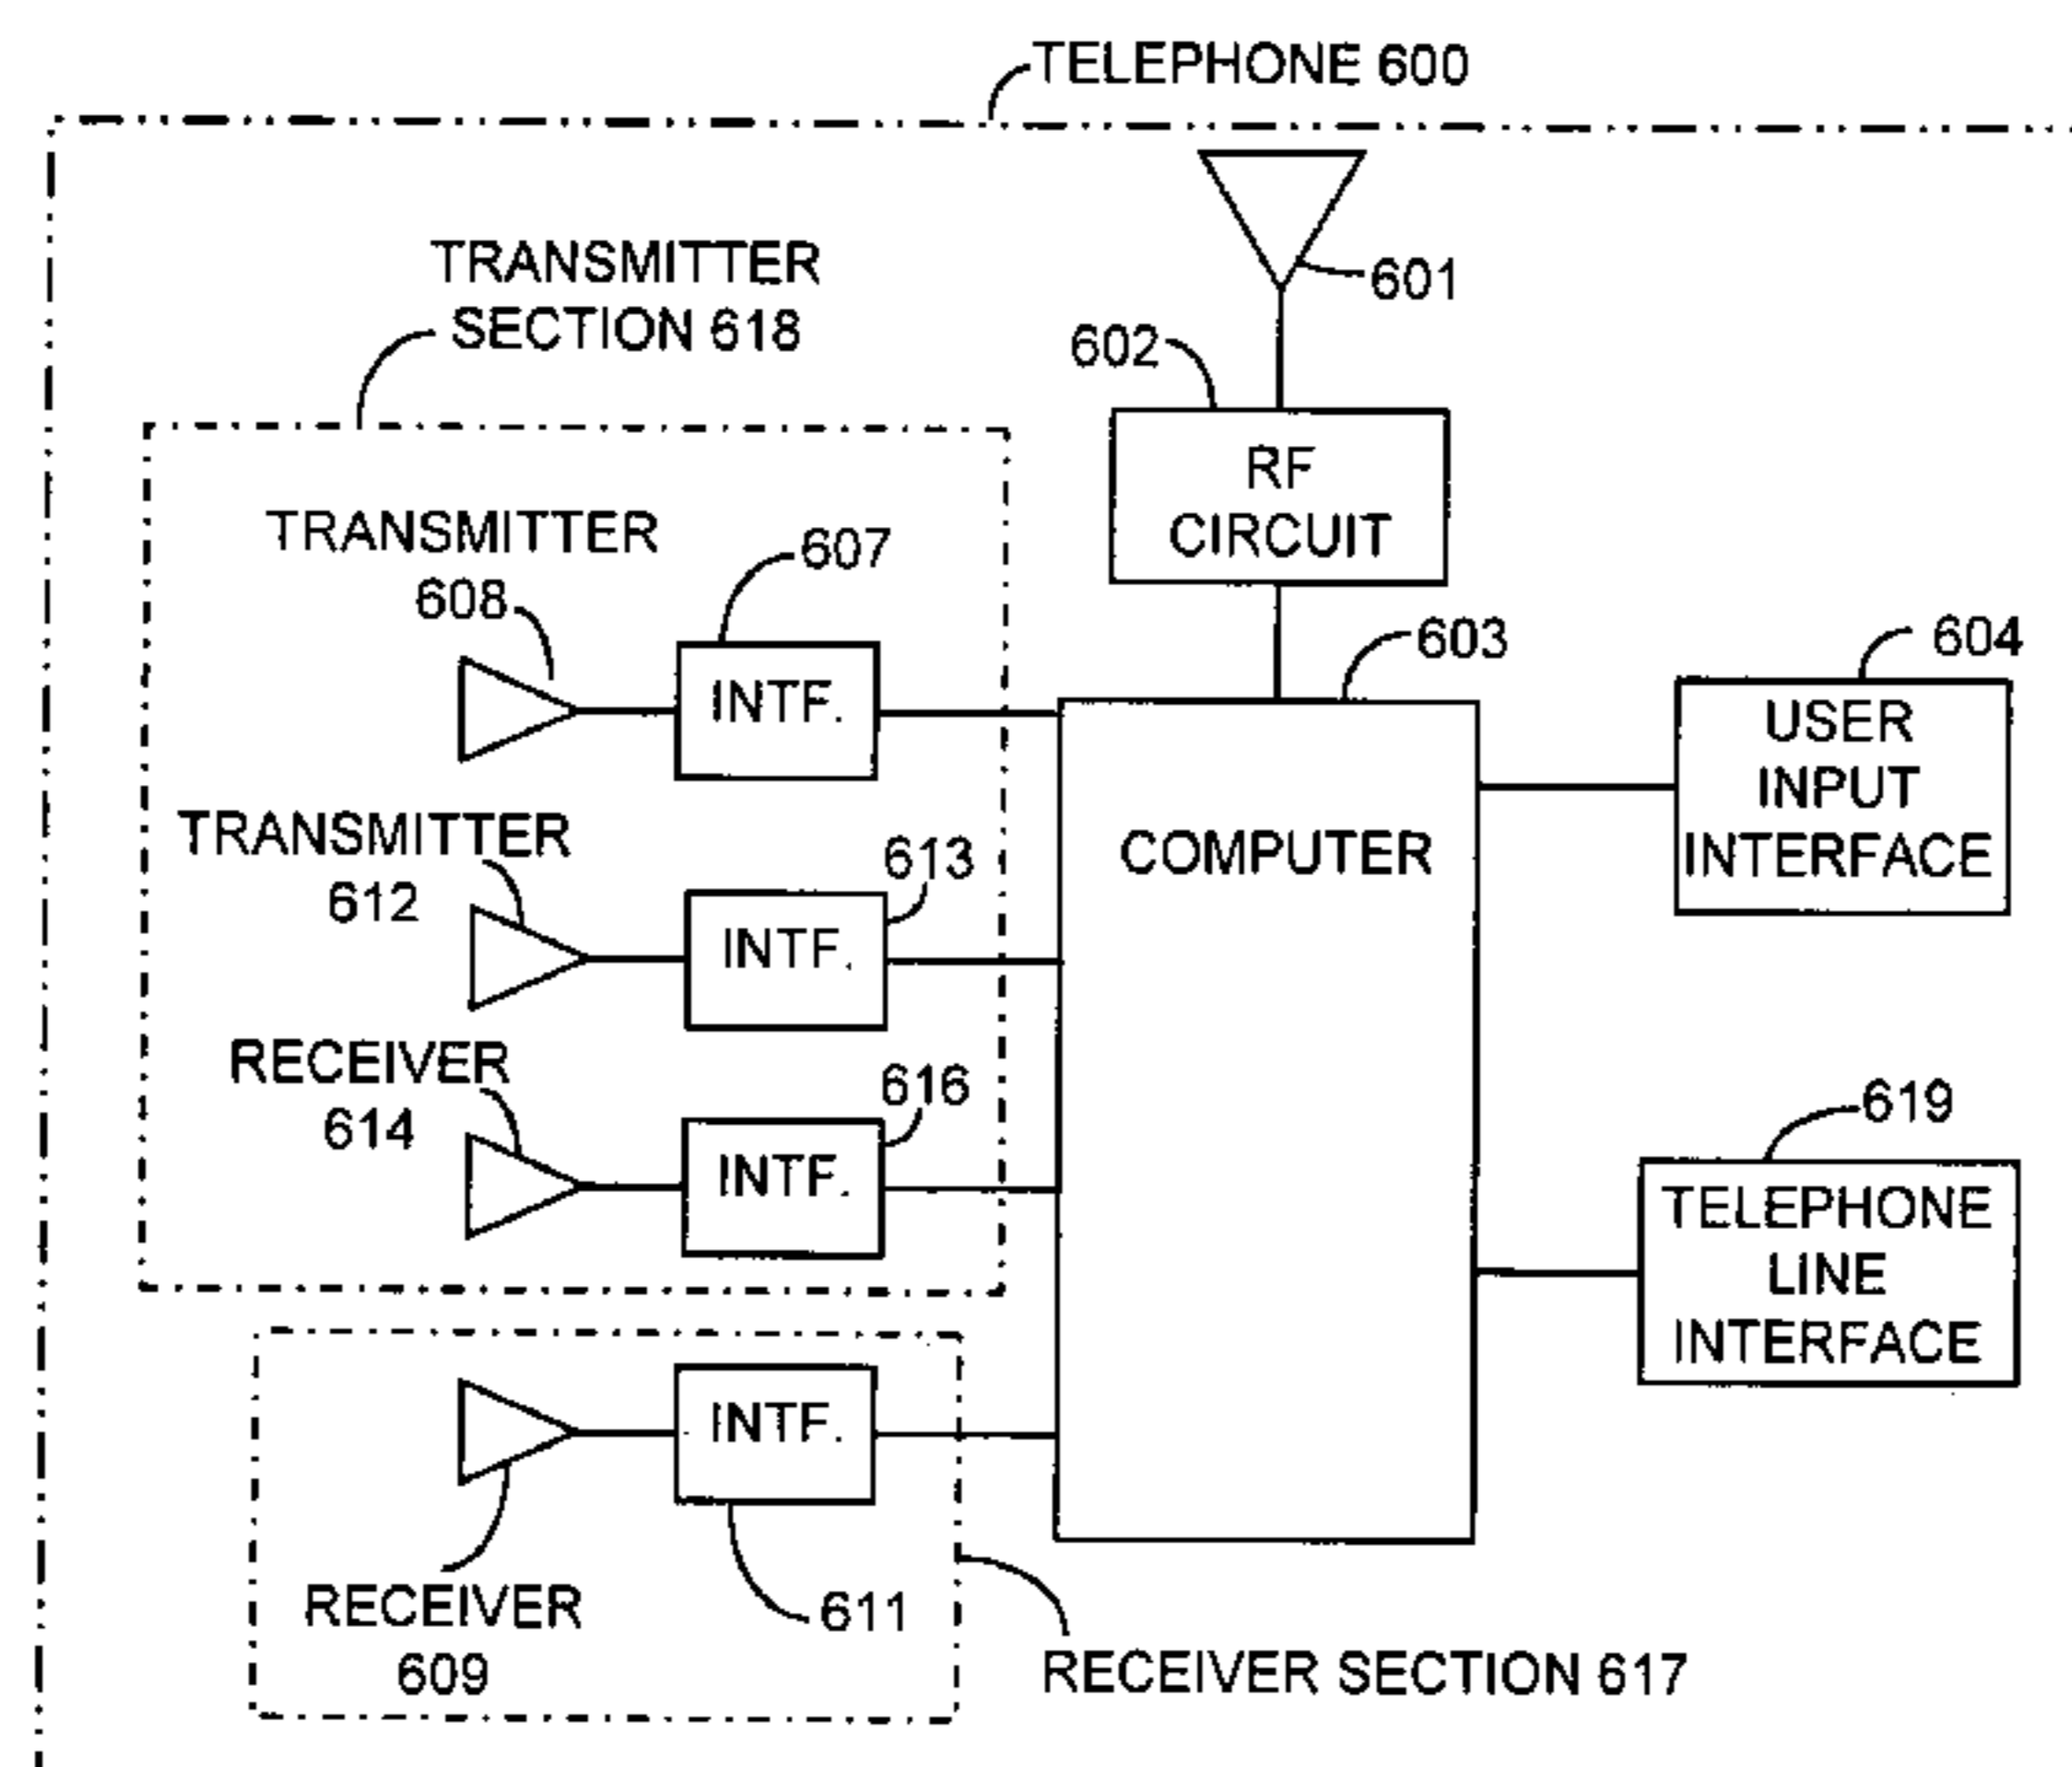 TELEPHONE 600
601
TRANSMITTER
SECTION 618
602
RF
CIRCUIT
TRANSMITTER
608
607
INTF.
603
604
USER
INPUT
INTERFACE
COMPUTER
TRANSMITTER
612
613
INTF.
RECEIVER
614
616
INTF.
619
TELEPHONE
LINE
INTERFACE
INTF.
RECEIVER
609
611
RECEIVER SECTION 617